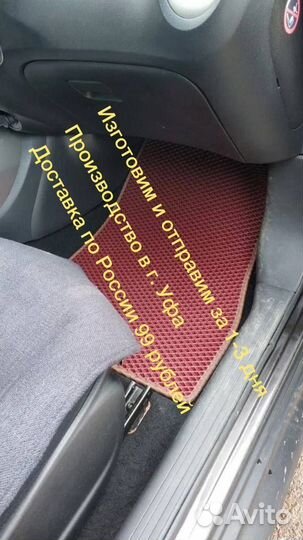 Изготовим и отправим за 1-3 дня
Производство в г. Уфа
Доставка по России 99 рублей
Avito